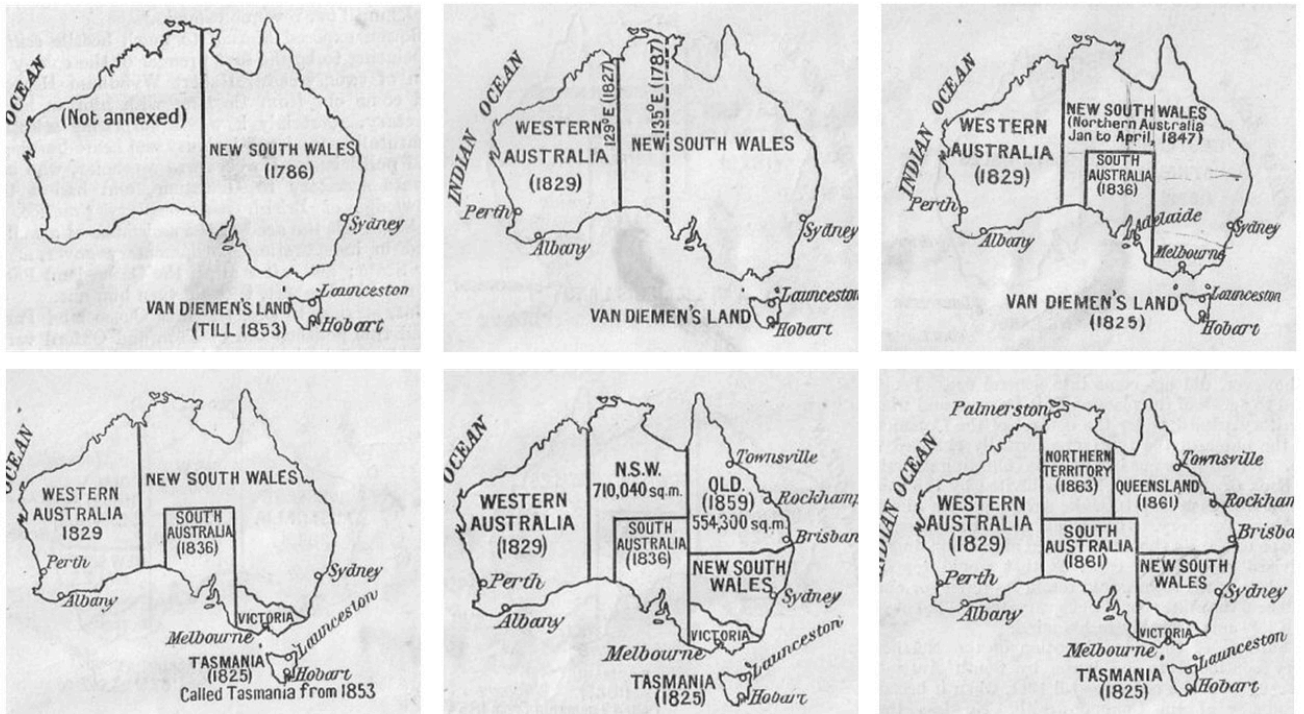 OCEAN
(Not annexed)
NEW SOUTH WALES
(1786)
Sydney
Launceston
VAN DIEMEN'S LAND
(TILL 1853)
Hobart
INDIAN OCEAN
WESTERN
AUSTRALIA
(1829)
129°E (1827)
135°E (1787)
NEW SOUTH WALES
Perth
Albany
Sydney
Launceston
VAN DIEMEN'S LAND
Hobart
INDIAN OCEAN
WESTERN
AUSTRALIA
(1829)
NEW SOUTH WALES
(Northern Australia
Jan to April, 1847)
SOUTH
AUSTRALIA
(1836)
Perth
Albany
Adelaide
Sydney
Melbourne
Launceston
VAN DIEMEN'S LAND
(1825)
Hobart
OCEAN
NEW SOUTH WALES
WESTERN
AUSTRALIA
1829
SOUTH
AUSTRALIA
(1836)
Perth
Albany
Sydney
VICTORIA
Melbourne
Launceston
TASMANIA
(1825)
Hobart
Called Tasmania from 1853
OCEAN
N.S.W.
710,040 sq.m.
Townsville
QLD.
(1859)
554,300 sq.m.
Rockhamp
WESTERN
AUSTRALIA
(1829)
SOUTH
AUSTRALIA
(1836)
Brisban
NEW SOUTH
WALES
Perth
Albany
Sydney
VICTORIA
Melbourne
Launceston
TASMANIA
(1825)
Hobart
Palmerston
INDIAN OCEAN
NORTHERN
TERRITORY
(1863)
Townsville
QUEENSLAND
(1861)
Rockhan
WESTERN
AUSTRALIA
(1829)
SOUTH
AUSTRALIA
(1861)
Brisba
NEW SOUTH
WALES
Perth
Albany
Sydney
VICTORIA
Melbourne
Launceston
TASMANIA
(1825)
Hobart